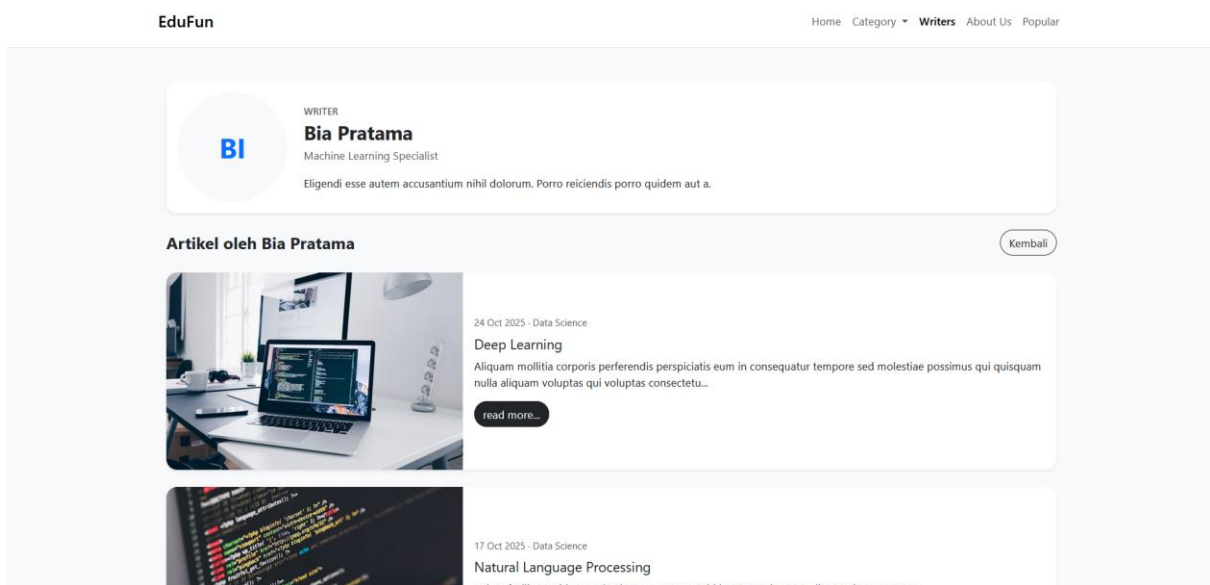 EduFun
Home Category Writers About Us Popular
BI
WRITER
Bia Pratama
Machine Learning Specialist
Eligendi esse autem accusantium nihil dolorum. Porro reiciendis porro quidem aut a.
Artikel oleh Bia Pratama
Kembali
24 Oct 2025 · Data Science
Deep Learning
Aliquam mollitia corporis perferendis perspiciatis eum in consequatur tempore sed molestiae possimus qui quisquam
nulla aliquam voluptas qui voluptas consectetu...
read more...
17 Oct 2025 · Data Science
Natural Language Processing